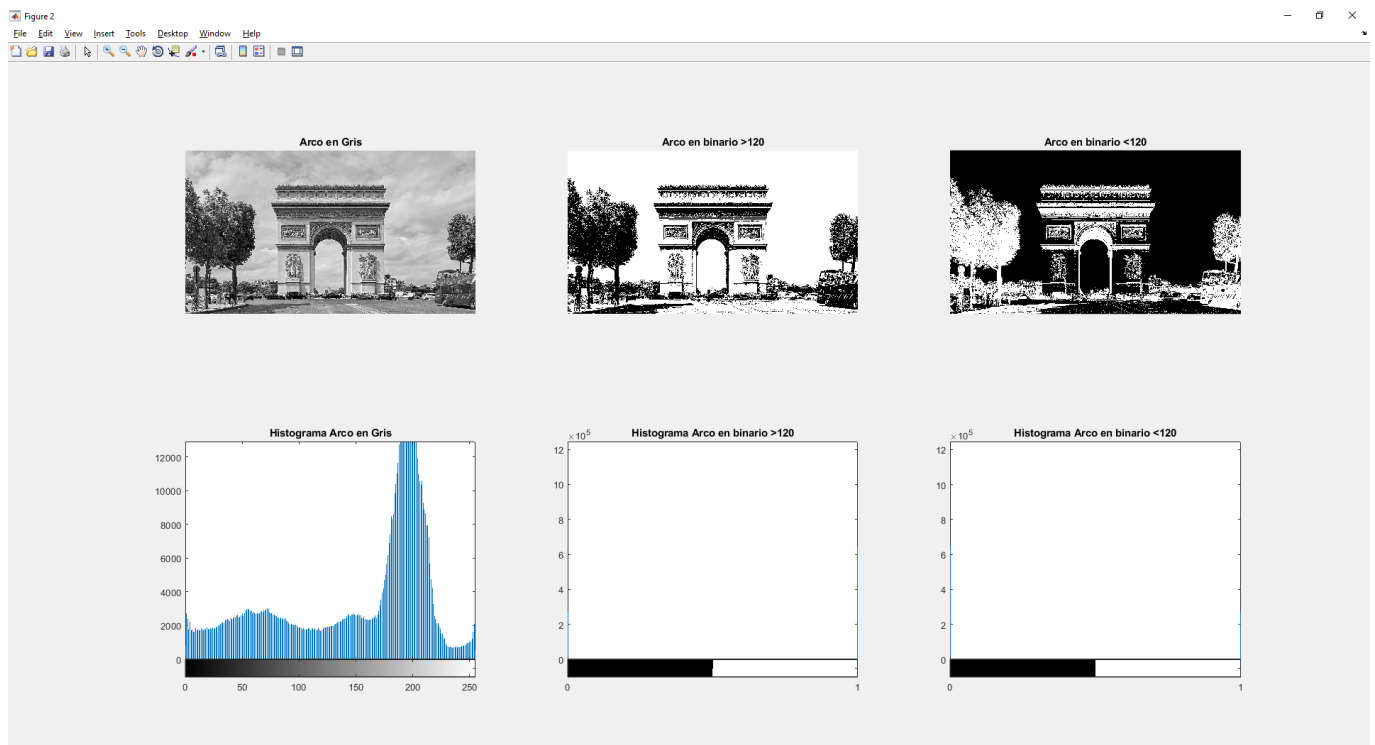 Figure 2
File Edit View Insert Tools Desktop Window Help
Arco en Gris
Arco en binario >120
Arco en binario <120
Histograma Arco en Gris
12000
10000
8000
6000
4000
2000
0
0 50 100 150 200 250
Histograma Arco en binario >120
×10^5
12
10
8
6
4
2
0
0 1
Histograma Arco en binario <120
×10^5
12
10
8
6
4
2
0
0 1